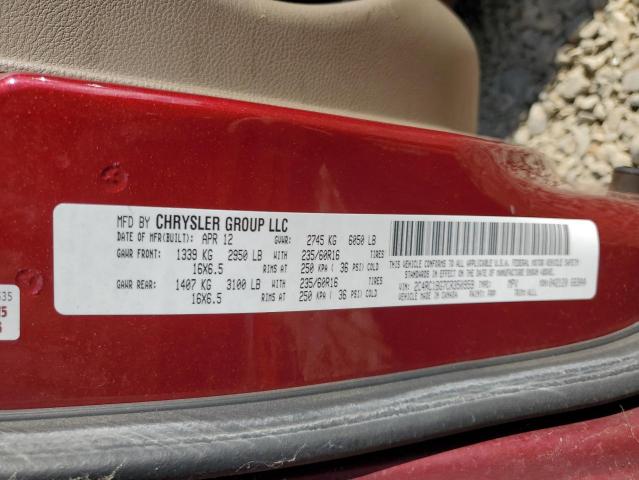 MFD BY CHRYSLER GROUP LLC
DATE OF MFR(BUILT): APR 12 GVWR: 2745 KG 6050 LB
GAWR FRONT: 1339 KG 2950 LB WITH 235/60R16 TIRES
16X6.5 RIMS AT 250 KPA ( 36 PSI) COLD
GAWR REAR: 1407 KG 3100 LB WITH 235/60R16 TIRES
16X6.5 RIMS AT 250 KPA ( 36 PSI) COLD
THIS VEHICLE CONFORMS TO ALL APPLICABLE U.S.A. FEDERAL MOTOR VEHICLE SAFETY
STANDARDS IN EFFECT ON THE DATE OF MANUFACTURE SHOWN ABOVE.
VIN: TYPE: MPV
MADE IN CANADA PAINT: TRIM: